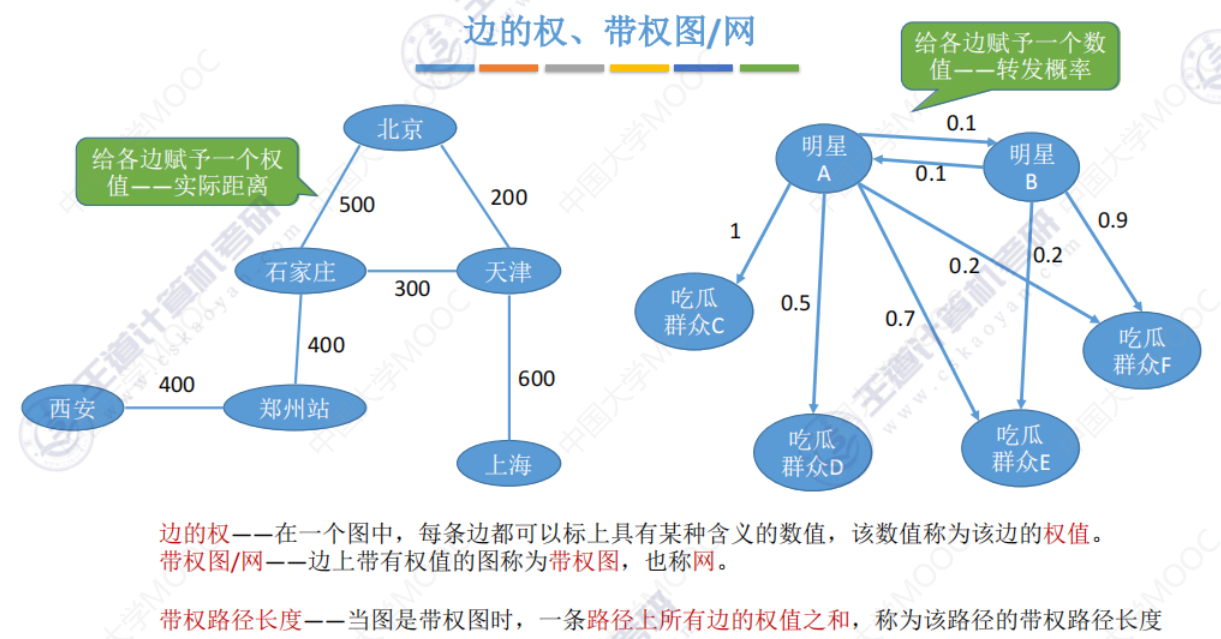 边的权、带权图/网
给各边赋予一个权
值——实际距离
北京
500
200
石家庄
300
天津
400
600
西安
400
郑州站
上海
给各边赋予一个数
值——转发概率
明星
A
0.1
0.1
明星
B
1
0.5
0.7
0.2
0.2
0.9
吃瓜
群众C
吃瓜
群众D
吃瓜
群众E
吃瓜
群众F
边的权——在一个图中，每条边都可以标上具有某种含义的数值，该数值称为该边的权值。
带权图/网——边上带有权值的图称为带权图，也称网。
带权路径长度——当图是带权图时，一条路径上所有边的权值之和，称为该路径的带权路径长度
中国大学MOOC
王道计算机考研
www.cskaoyan.com